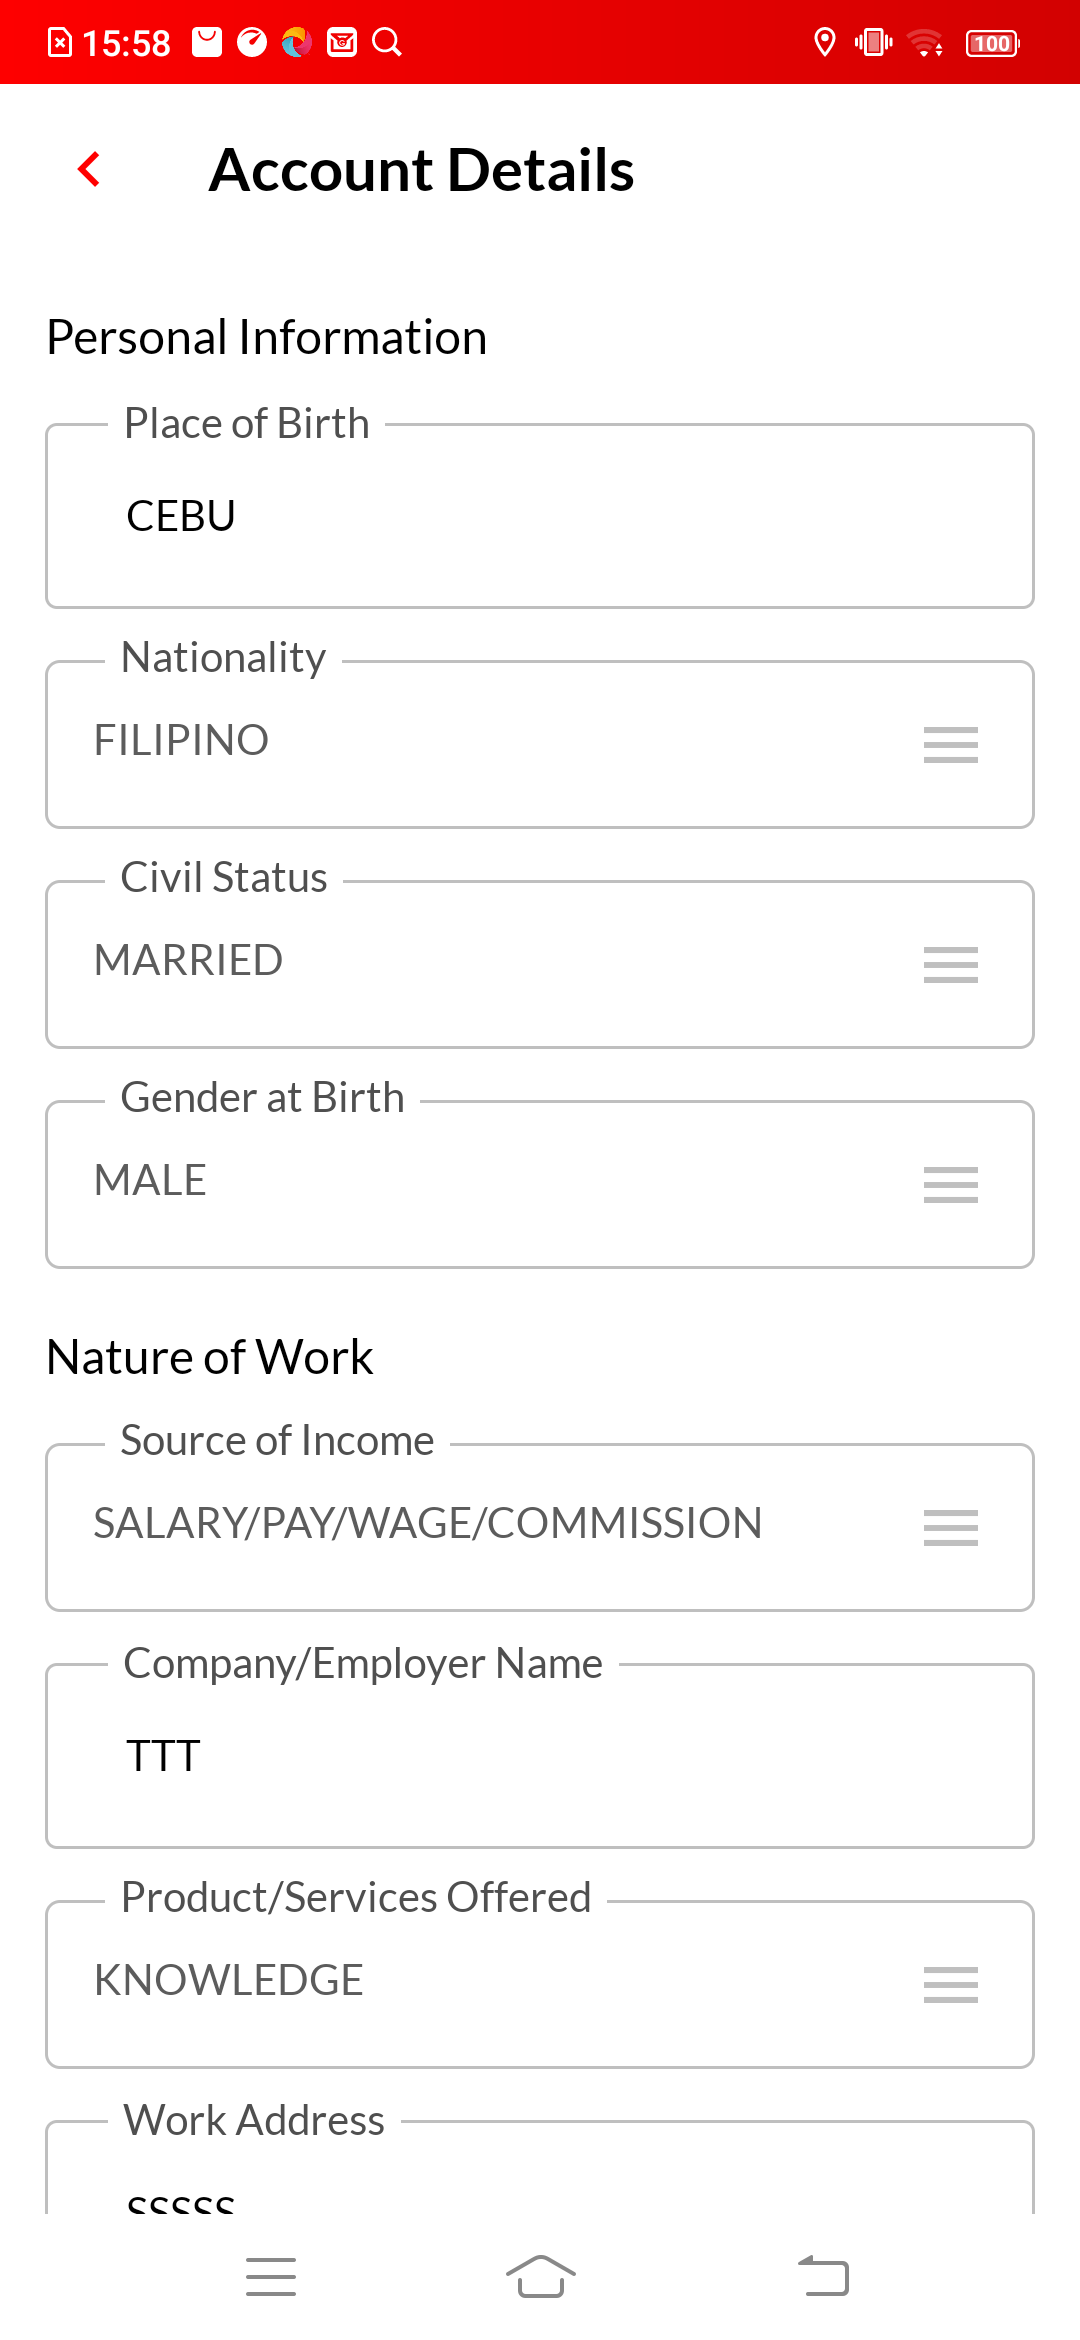 15:58
100
Account Details
Personal Information
Place of Birth
CEBU
Nationality
FILIPINO
Civil Status
MARRIED
Gender at Birth
MALE
Nature of Work
Source of Income
SALARY/PAY/WAGE/COMMISSION
Company/Employer Name
TTT
Product/Services Offered
KNOWLEDGE
Work Address
SSSSS